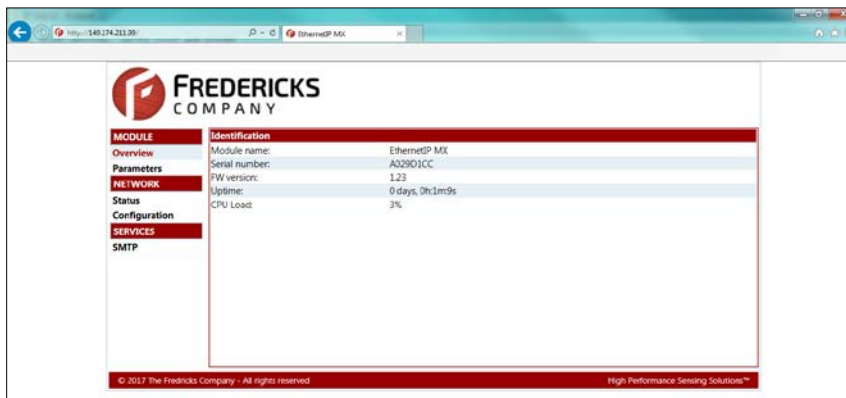 http://149.174.211.39/
EthernetIP MX
FREDERICKS
COMPANY
MODULE
Overview
Parameters
NETWORK
Status
Configuration
SERVICES
SMTP
Identification
Module name: EthernetIP MX
Serial number: A029D1CC
FW version: 1.23
Uptime: 0 days, 0h:1m:9s
CPU Load: 3%
© 2017 The Fredricks Company - All rights reserved
High Performance Sensing Solutions™